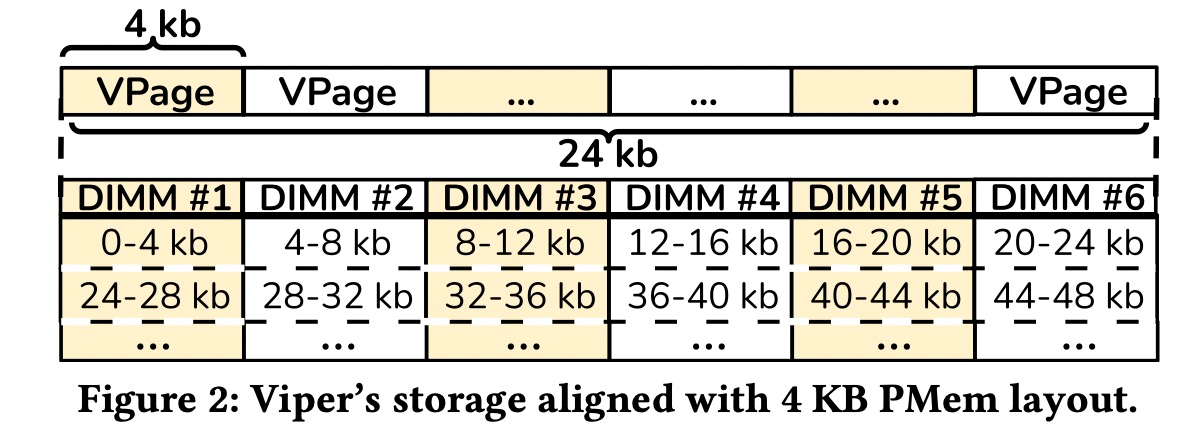 4 kb
VPage VPage ... ... ... VPage
24 kb
DIMM #1 DIMM #2 DIMM #3 DIMM #4 DIMM #5 DIMM #6
0-4 kb 4-8 kb 8-12 kb 12-16 kb 16-20 kb 20-24 kb
24-28 kb 28-32 kb 32-36 kb 36-40 kb 40-44 kb 44-48 kb
... ... ... ... ... ...
Figure 2: Viper's storage aligned with 4 KB PMem layout.